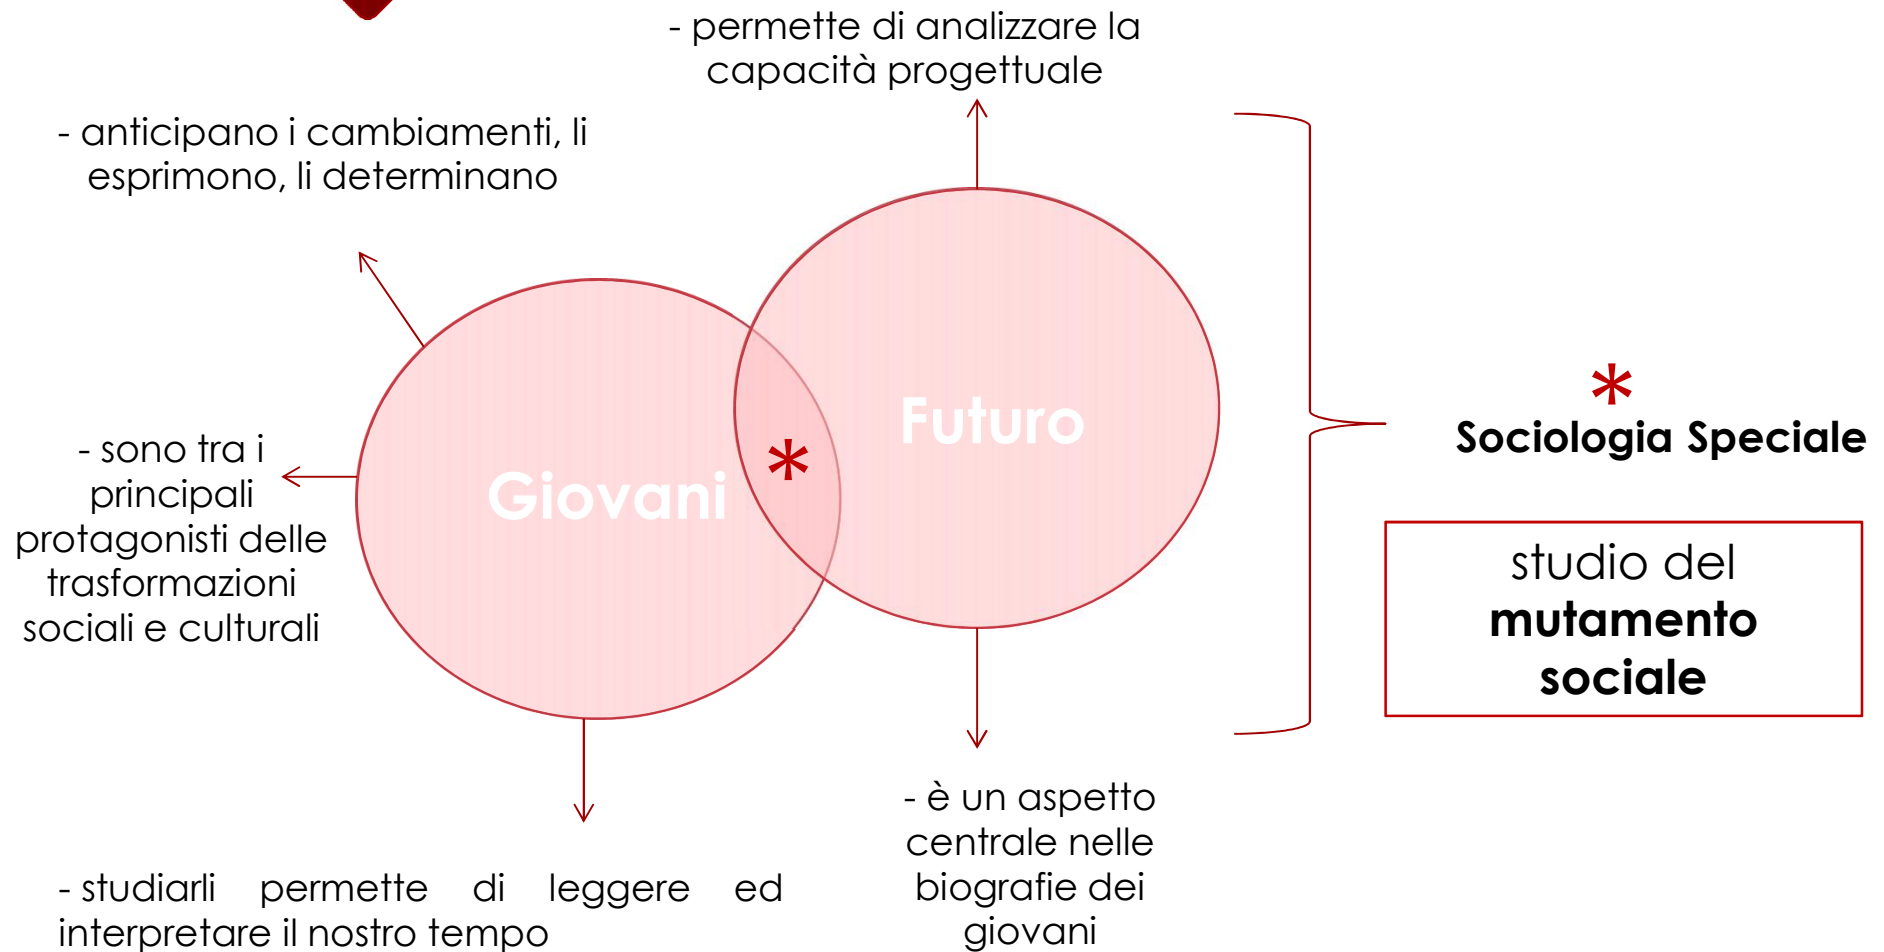 - permette di analizzare la
capacità progettuale
- anticipano i cambiamenti, li
esprimono, li determinano
Futuro
Giovani
*
- sono tra i
principali
protagonisti delle
trasformazioni
sociali e culturali
*
Sociologia Speciale
studio del
mutamento
sociale
- studiarli permette di leggere ed
interpretare il nostro tempo
- è un aspetto
centrale nelle
biografie dei
giovani